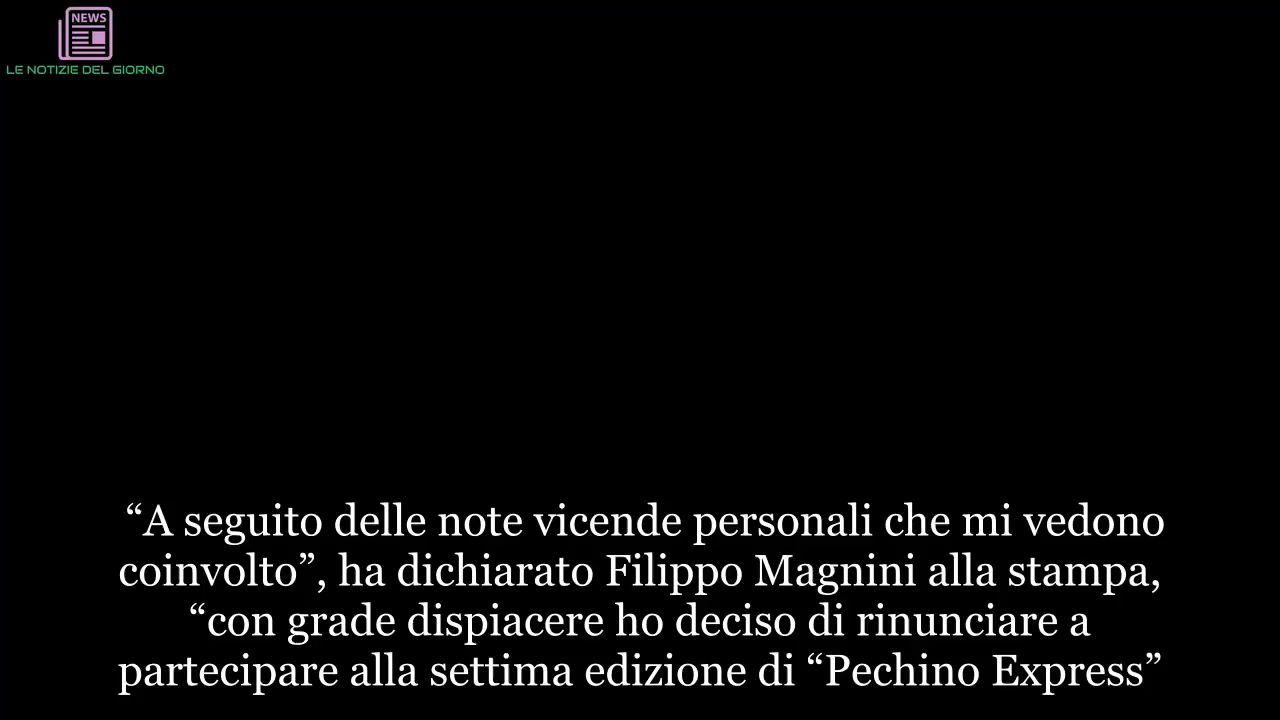 NEWS
LE NOTIZIE DEL GIORNO
“A seguito delle note vicende personali che mi vedono
coinvolto”, ha dichiarato Filippo Magnini alla stampa,
“con grade dispiacere ho deciso di rinunciare a
partecipare alla settima edizione di “Pechino Express”